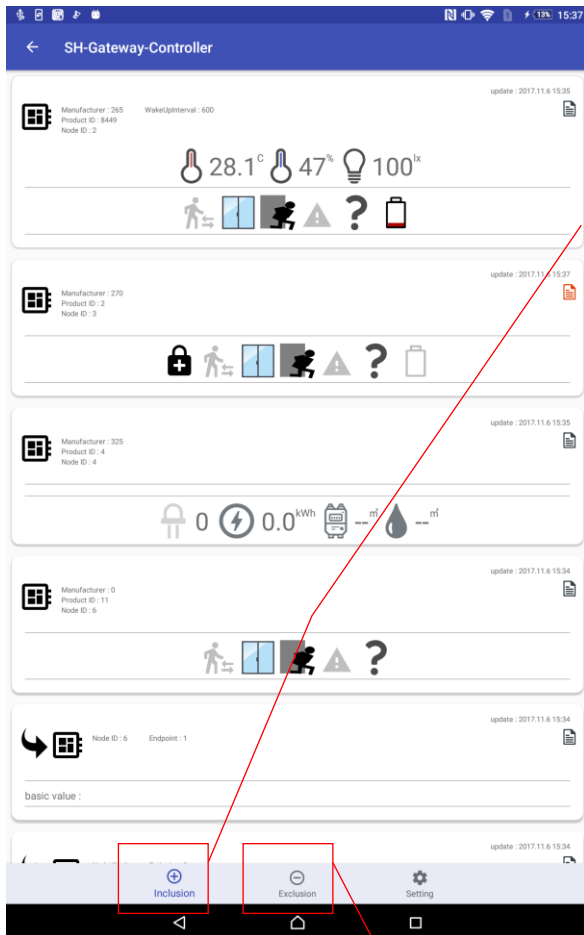 13% 15:37
SH-Gateway-Controller
update : 2017.11.6 15:35
Manufacturer : 265 WakeUpInterval : 600
Product ID : 8449
Node ID : 2
28.1 C 47 % 100 lx
update : 2017.11.6 15:37
Manufacturer : 270
Product ID : 2
Node ID : 3
update : 2017.11.6 15:35
Manufacturer : 325
Product ID : 4
Node ID : 4
0 0.0 kWh -- ㎥ -- ㎥
update : 2017.11.6 15:34
Manufacturer : 0
Product ID : 11
Node ID : 6
update : 2017.11.6 15:34
Node ID : 6 Endpoint : 1
basic value :
update : 2017.11.6 15:34
Inclusion Exclusion Setting